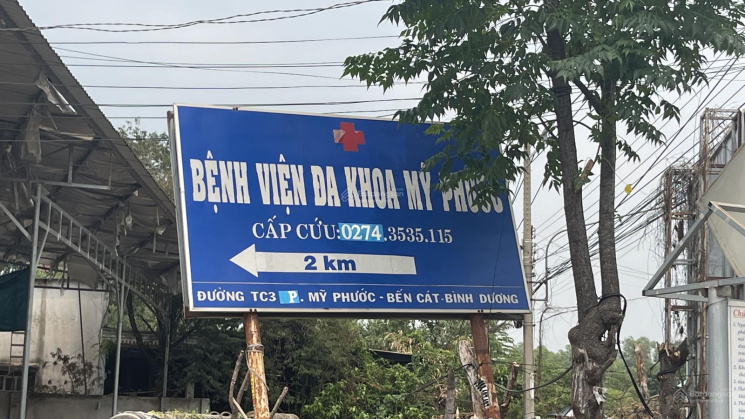 BỆNH VIỆN ĐA KHOA MỸ PHƯỚC
CẤP CỨU:0274.3535.115
2 km
ĐƯỜNG TC3 P. MỸ PHƯỚC - BẾN CÁT-BÌNH DƯƠNG